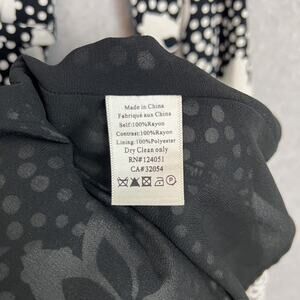 Made in China
Fabriqué aux China
Self:100%Rayon
Contrast:100%Rayon
Lining:100%Polyester
Dry Clean only
RN#124051
CA#32054
P